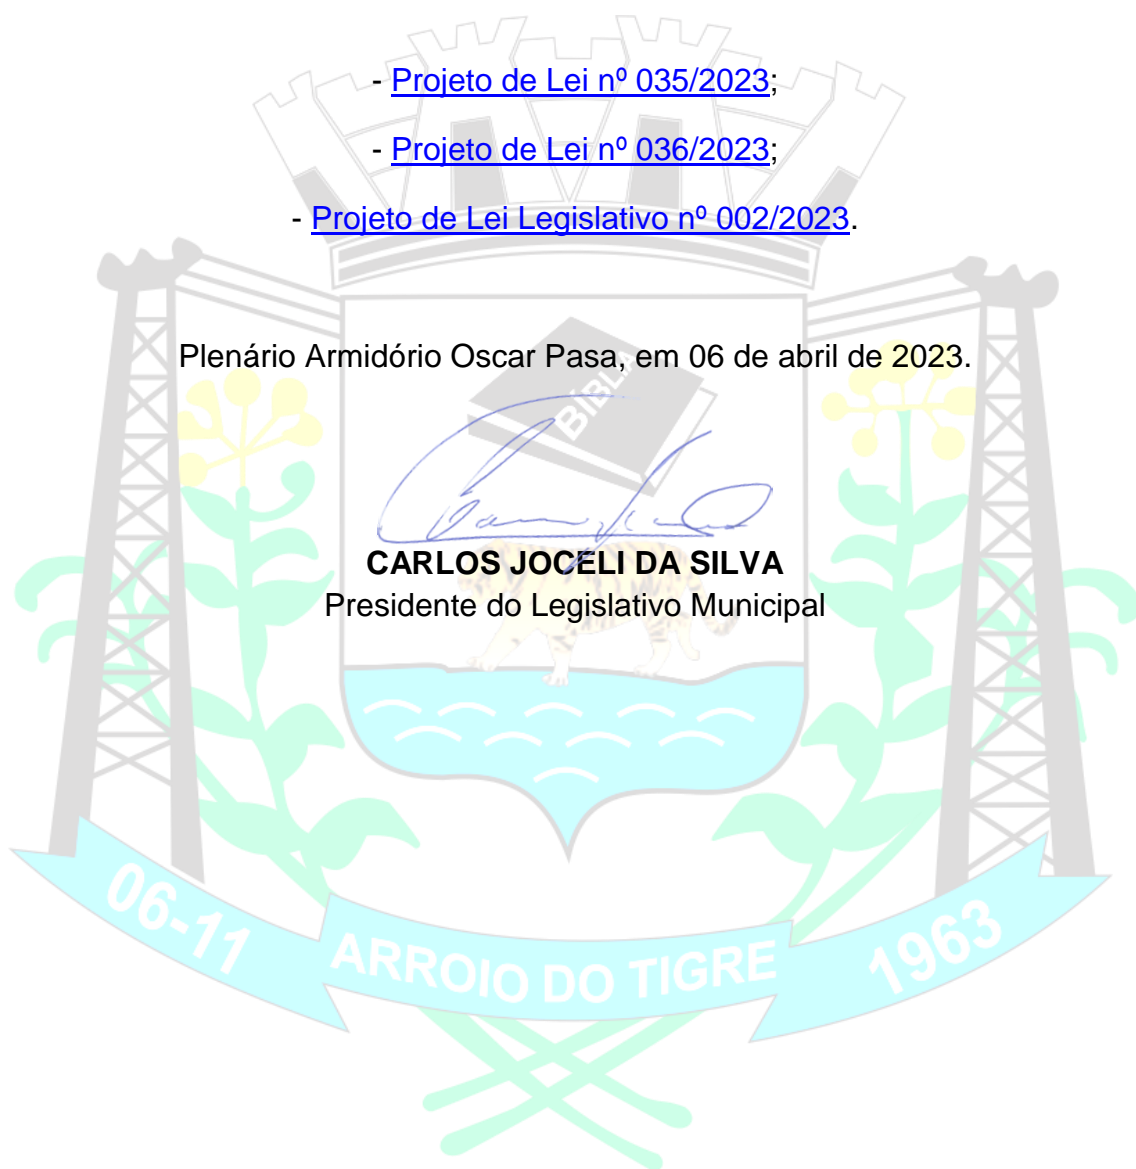 - Projeto de Lei nº 035/2023;
- Projeto de Lei nº 036/2023;
- Projeto de Lei Legislativo nº 002/2023.
Plenário Armidório Oscar Pasa, em 06 de abril de 2023.
BÍBLIA
CARLOS JOCELI DA SILVA
Presidente do Legislativo Municipal
06-11
ARROIO DO TIGRE
1963